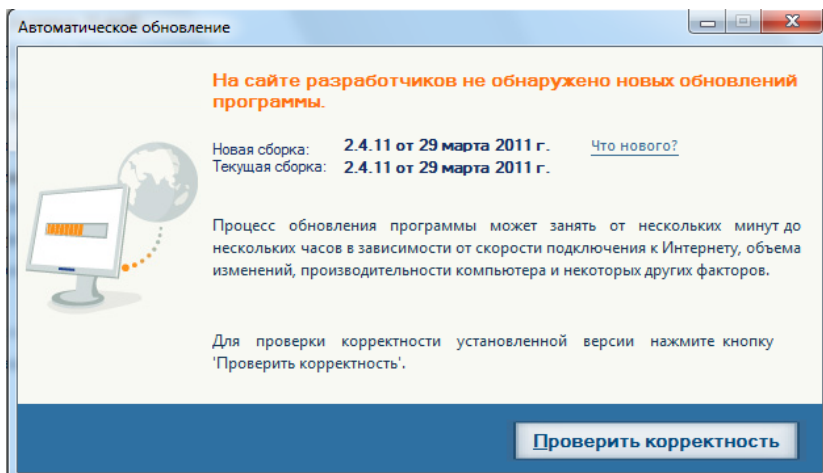 Автоматическое обновление
На сайте разработчиков не обнаружено новых обновлений
программы.
Новая сборка: 2.4.11 от 29 марта 2011 г. Что нового?
Текущая сборка: 2.4.11 от 29 марта 2011 г.
Процесс обновления программы может занять от нескольких минут до
нескольких часов в зависимости от скорости подключения к Интернету, объема
изменений, производительности компьютера и некоторых других факторов.
Для проверки корректности установленной версии нажмите кнопку
'Проверить корректность'.
Проверить корректность